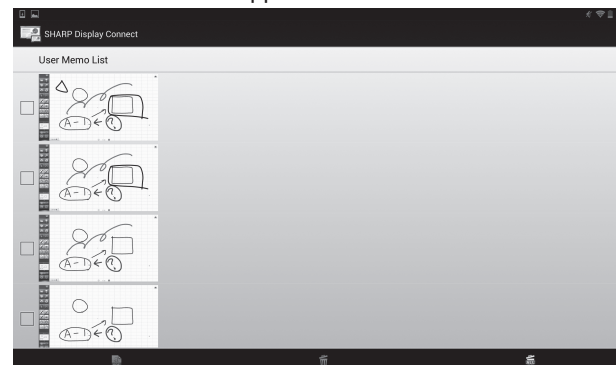 SHARP Display Connect
User Memo List
A-1 ?
A-1 ?
A-1 ?
A-1 ?